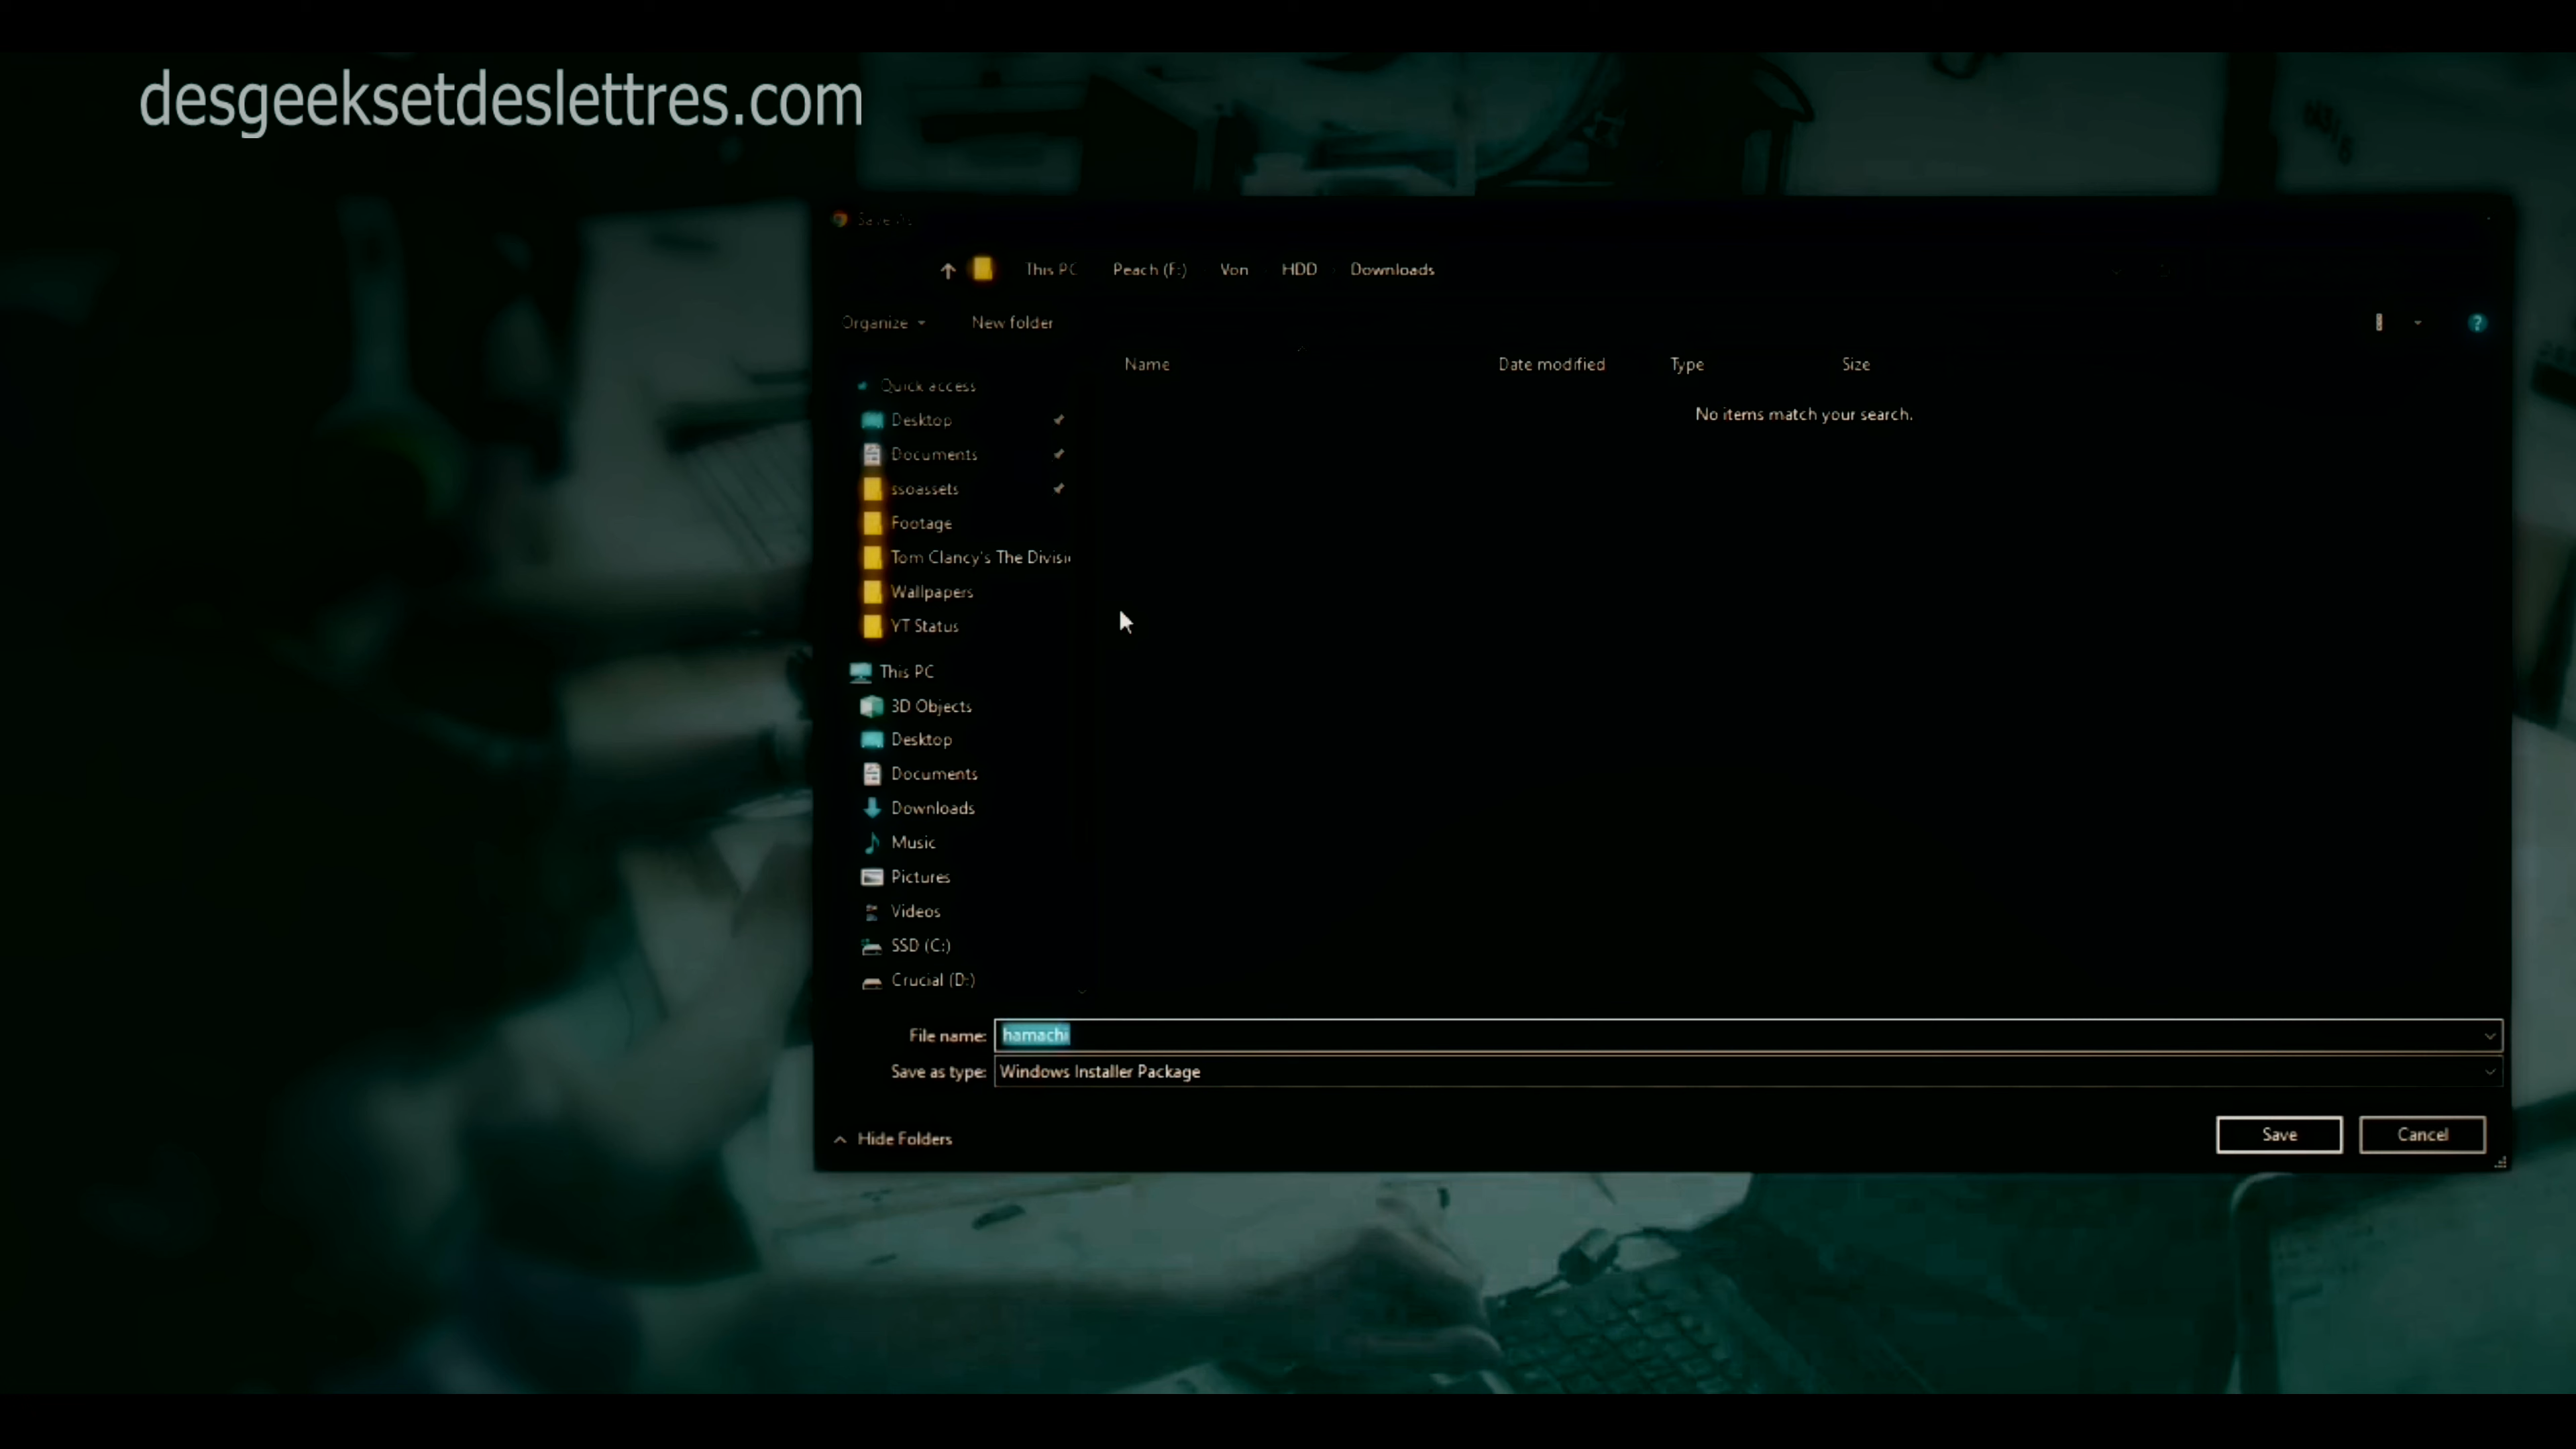 desgeeksetdeslettres.com
Save As
This PC Peach (F:) Von HDD Downloads
Organize New folder
Name Date modified Type Size
No items match your search.
Quick access
Desktop
Documents
ssoassets
Footage
Tom Clancy's The Divisi
Wallpapers
YT Status
This PC
3D Objects
Desktop
Documents
Downloads
Music
Pictures
Videos
SSD (C:)
Crucial (D:)
File name: hamachi
Save as type: Windows Installer Package
Hide Folders
Save Cancel